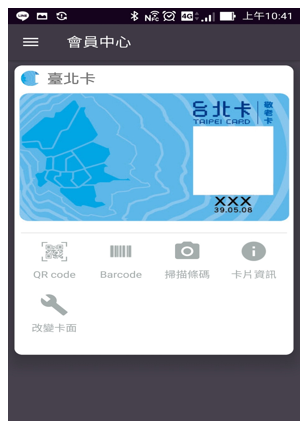 上午10:41
會員中心
臺北卡
台北卡 敬老卡
TAIPEI CARD
XXX
39.05.08
QR code
Barcode
掃描條碼
卡片資訊
改變卡面